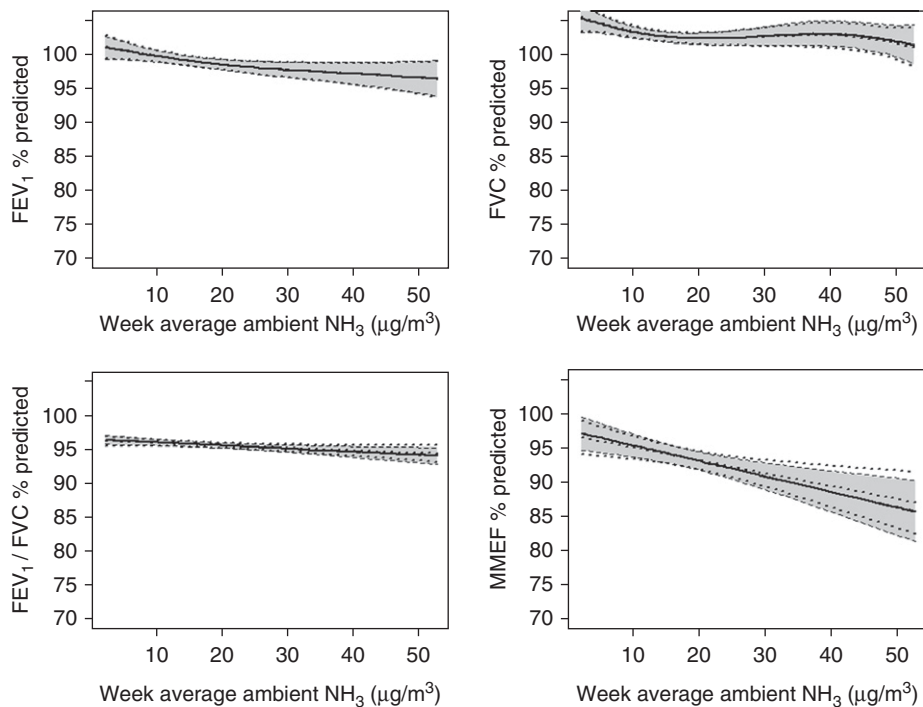 FEV₁ % predicted
100
95
90
85
80
75
70
10 20 30 40 50
Week average ambient NH₃ (μg/m³)
FVC % predicted
100
95
90
85
80
75
70
10 20 30 40 50
Week average ambient NH₃ (μg/m³)
FEV₁ / FVC % predicted
100
95
90
85
80
75
70
10 20 30 40 50
Week average ambient NH₃ (μg/m³)
MMEF % predicted
100
95
90
85
80
75
70
10 20 30 40 50
Week average ambient NH₃ (μg/m³)